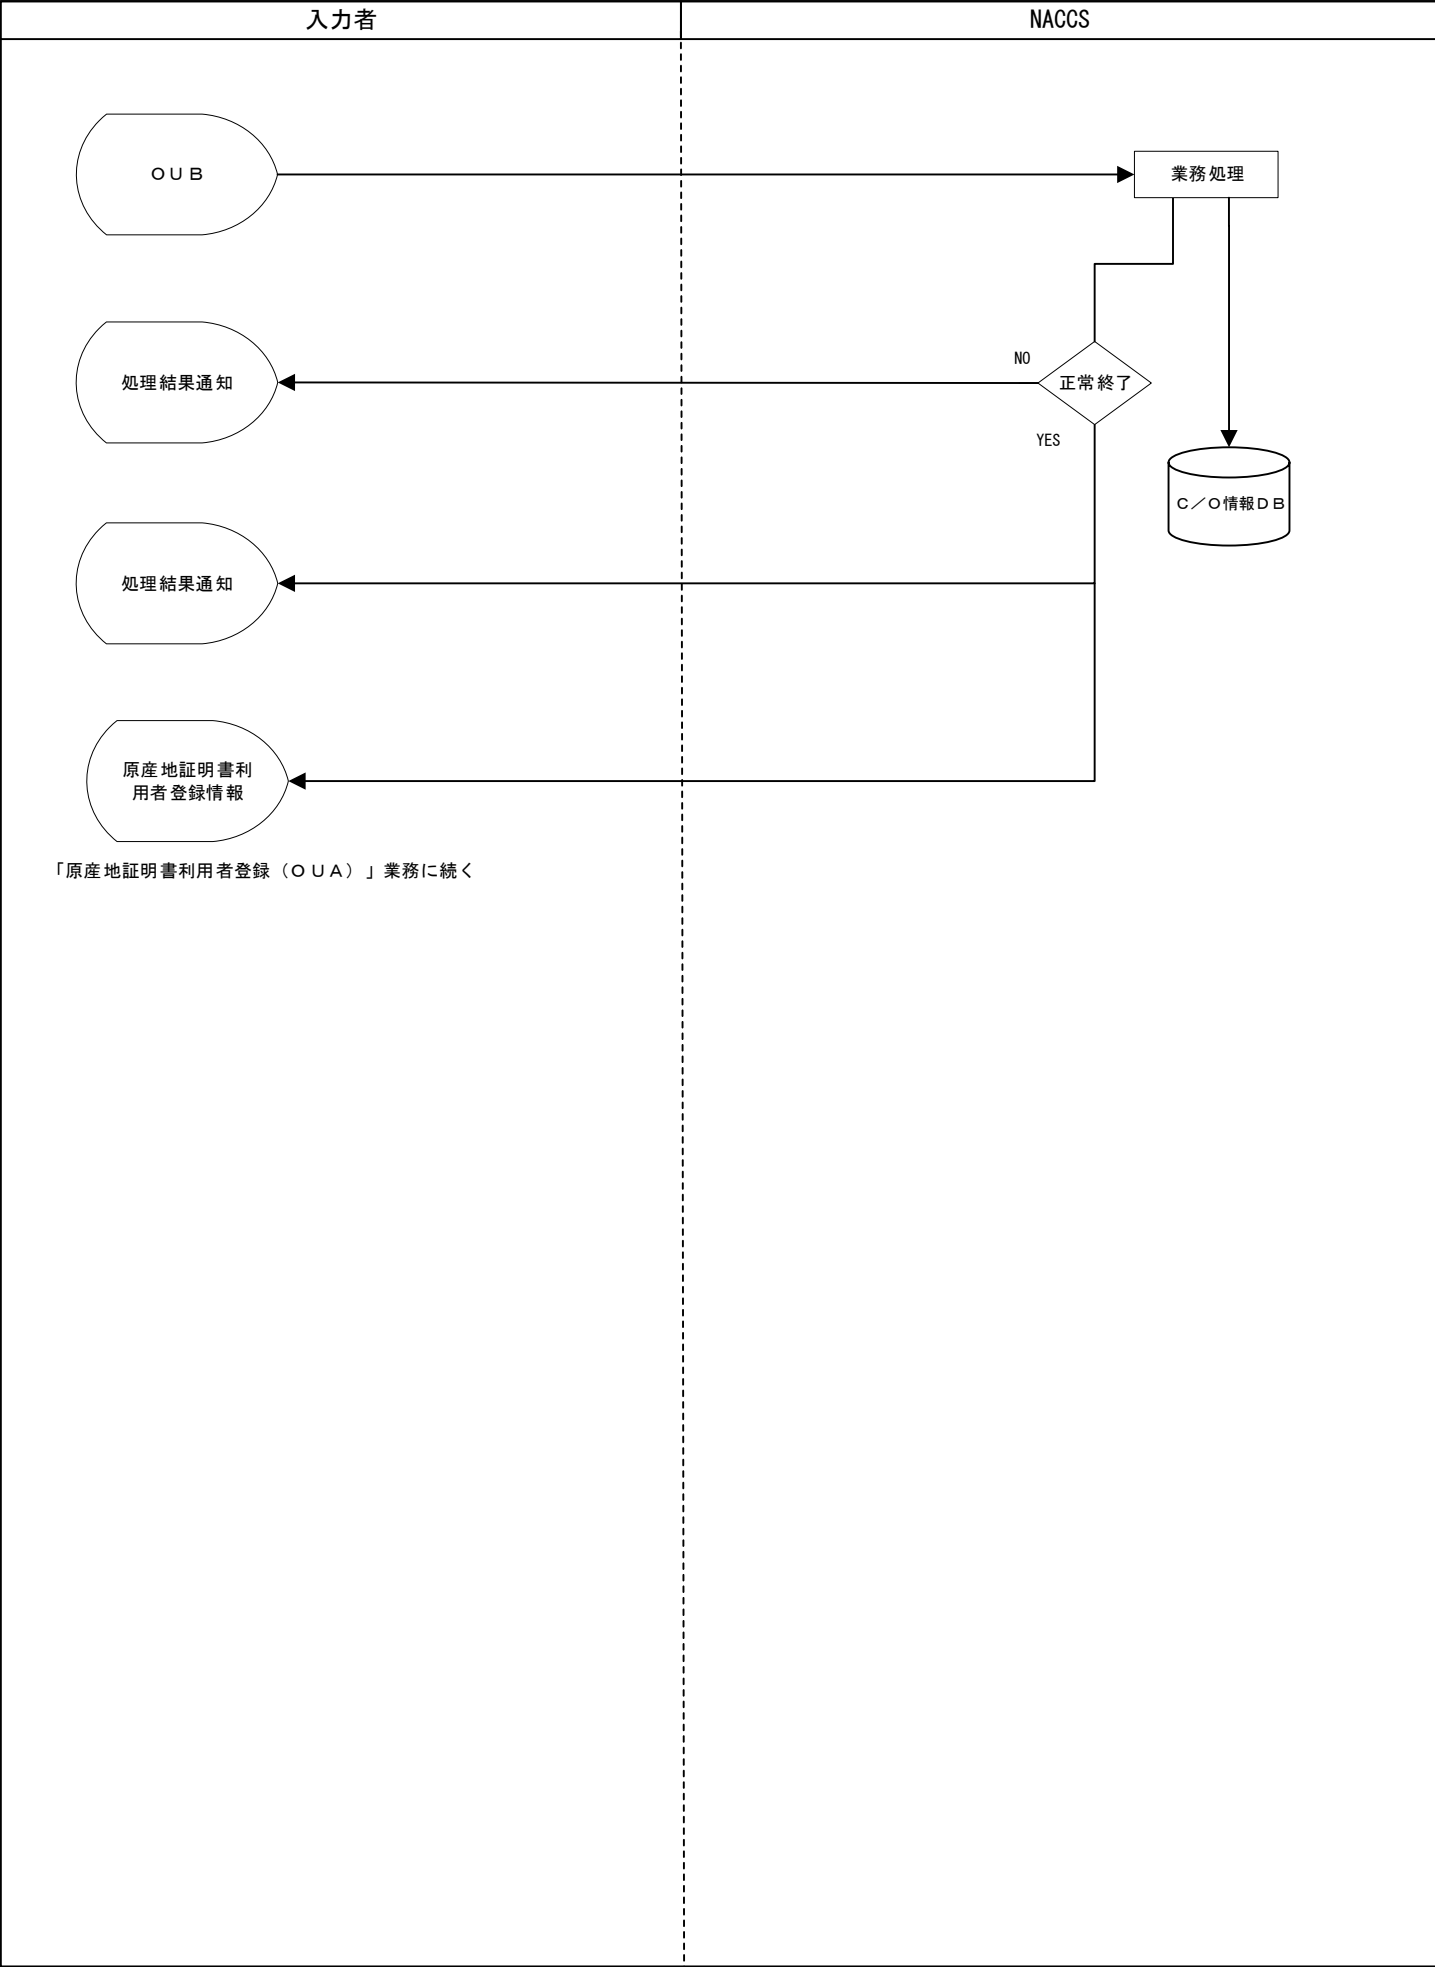 入力者
NACCS
ＯＵＢ
業務処理
処理結果通知
NO
正常終了
YES
Ｃ／Ｏ情報ＤＢ
処理結果通知
原産地証明書利
用者登録情報
「原産地証明書利用者登録（ＯＵＡ）」業務に続く